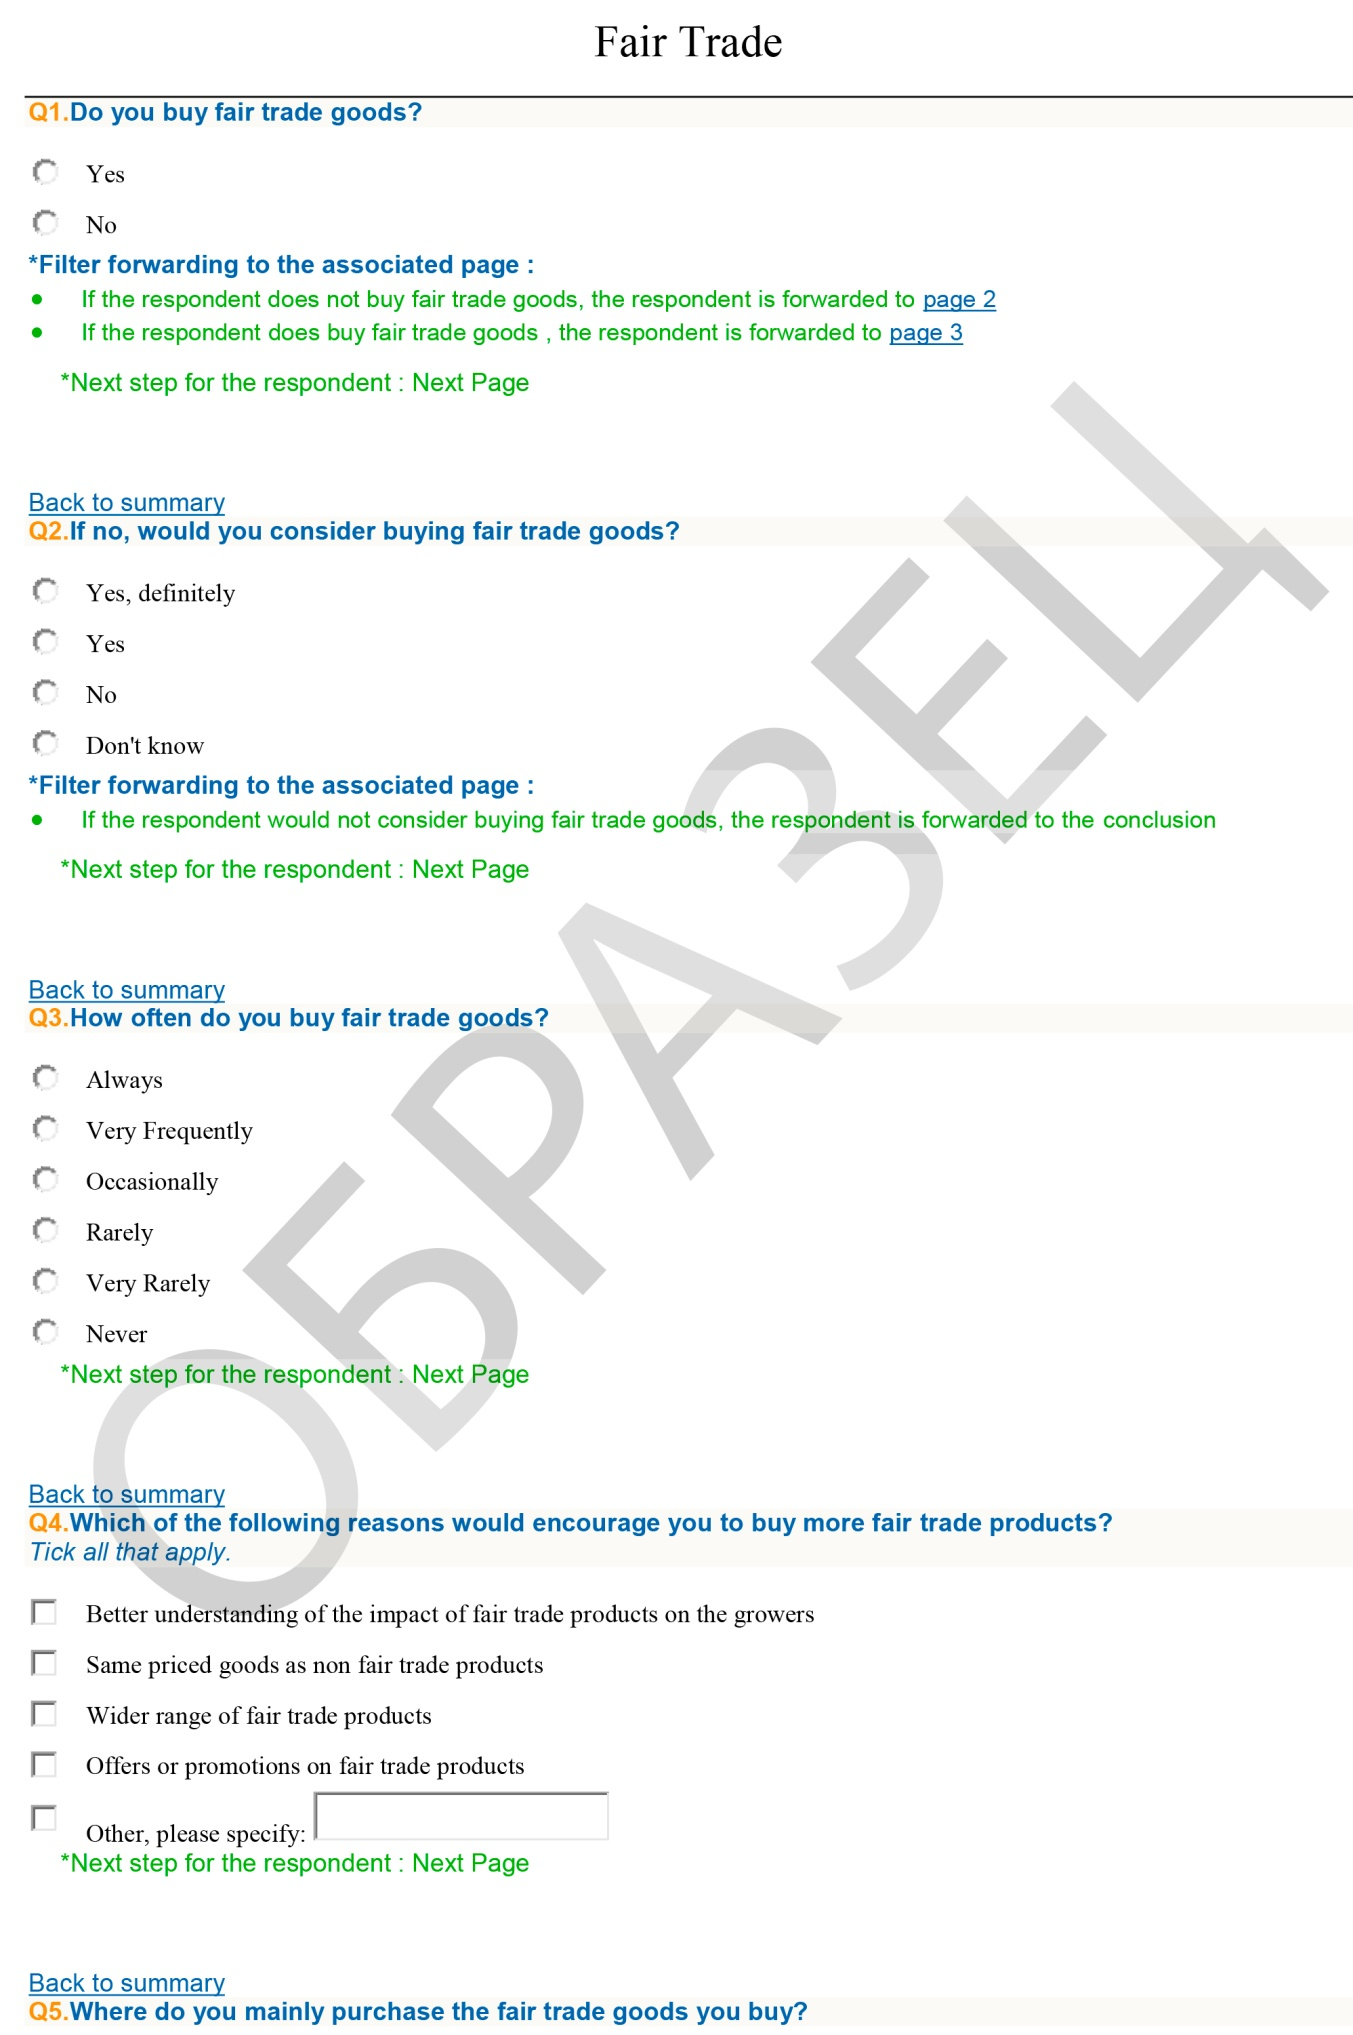 Fair Trade
Q1.Do you buy fair trade goods?
Yes
No
*Filter forwarding to the associated page :
● If the respondent does not buy fair trade goods, the respondent is forwarded to page 2
● If the respondent does buy fair trade goods , the respondent is forwarded to page 3
*Next step for the respondent : Next Page
Back to summary
Q2.If no, would you consider buying fair trade goods?
Yes, definitely
Yes
No
Don't know
*Filter forwarding to the associated page :
● If the respondent would not consider buying fair trade goods, the respondent is forwarded to the conclusion
*Next step for the respondent : Next Page
Back to summary
Q3.How often do you buy fair trade goods?
Always
Very Frequently
Occasionally
Rarely
Very Rarely
Never
*Next step for the respondent : Next Page
Back to summary
Q4.Which of the following reasons would encourage you to buy more fair trade products?
Tick all that apply.
Better understanding of the impact of fair trade products on the growers
Same priced goods as non fair trade products
Wider range of fair trade products
Offers or promotions on fair trade products
Other, please specify:
*Next step for the respondent : Next Page
Back to summary
Q5.Where do you mainly purchase the fair trade goods you buy?
ОБРАЗЕЦ